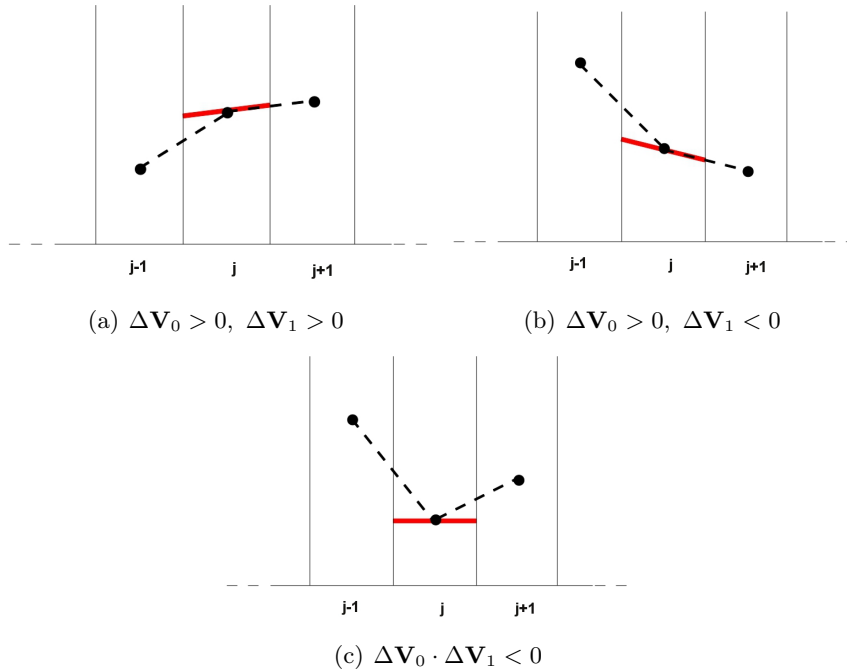 j-1 j j+1
j-1 j j+1
(a) Δ𝐕₀ > 0, Δ𝐕₁ > 0
(b) Δ𝐕₀ > 0, Δ𝐕₁ < 0
j-1 j j+1
(c) Δ𝐕₀ · Δ𝐕₁ < 0